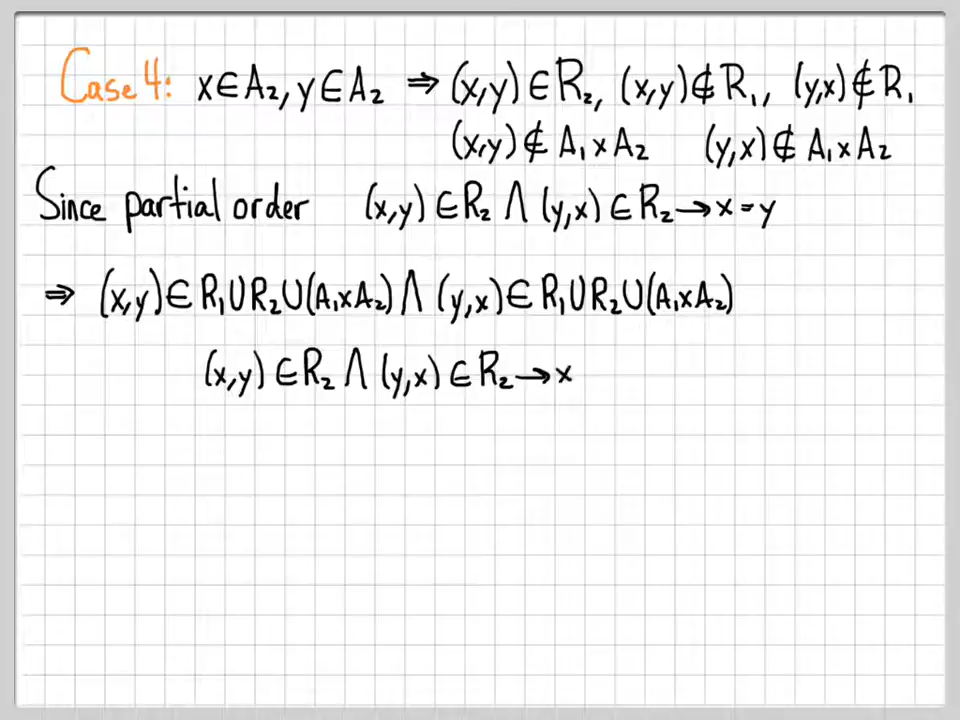 Case 4: x∈A₂, y∈A₂ ⇒ (x,y)∈R₂, (x,y)∉R₁, (y,x)∉R₁
(x,y)∉ A₁×A₂ (y,x)∉ A₁×A₂
Since partial order (x,y)∈R₂ ∧ (y,x)∈R₂→x=y
⇒ (x,y)∈R₁∪R₂∪(A₁×A₂)∧(y,x)∈R₁∪R₂∪(A₁×A₂)
(x,y)∈R₂∧(y,x)∈R₂→x